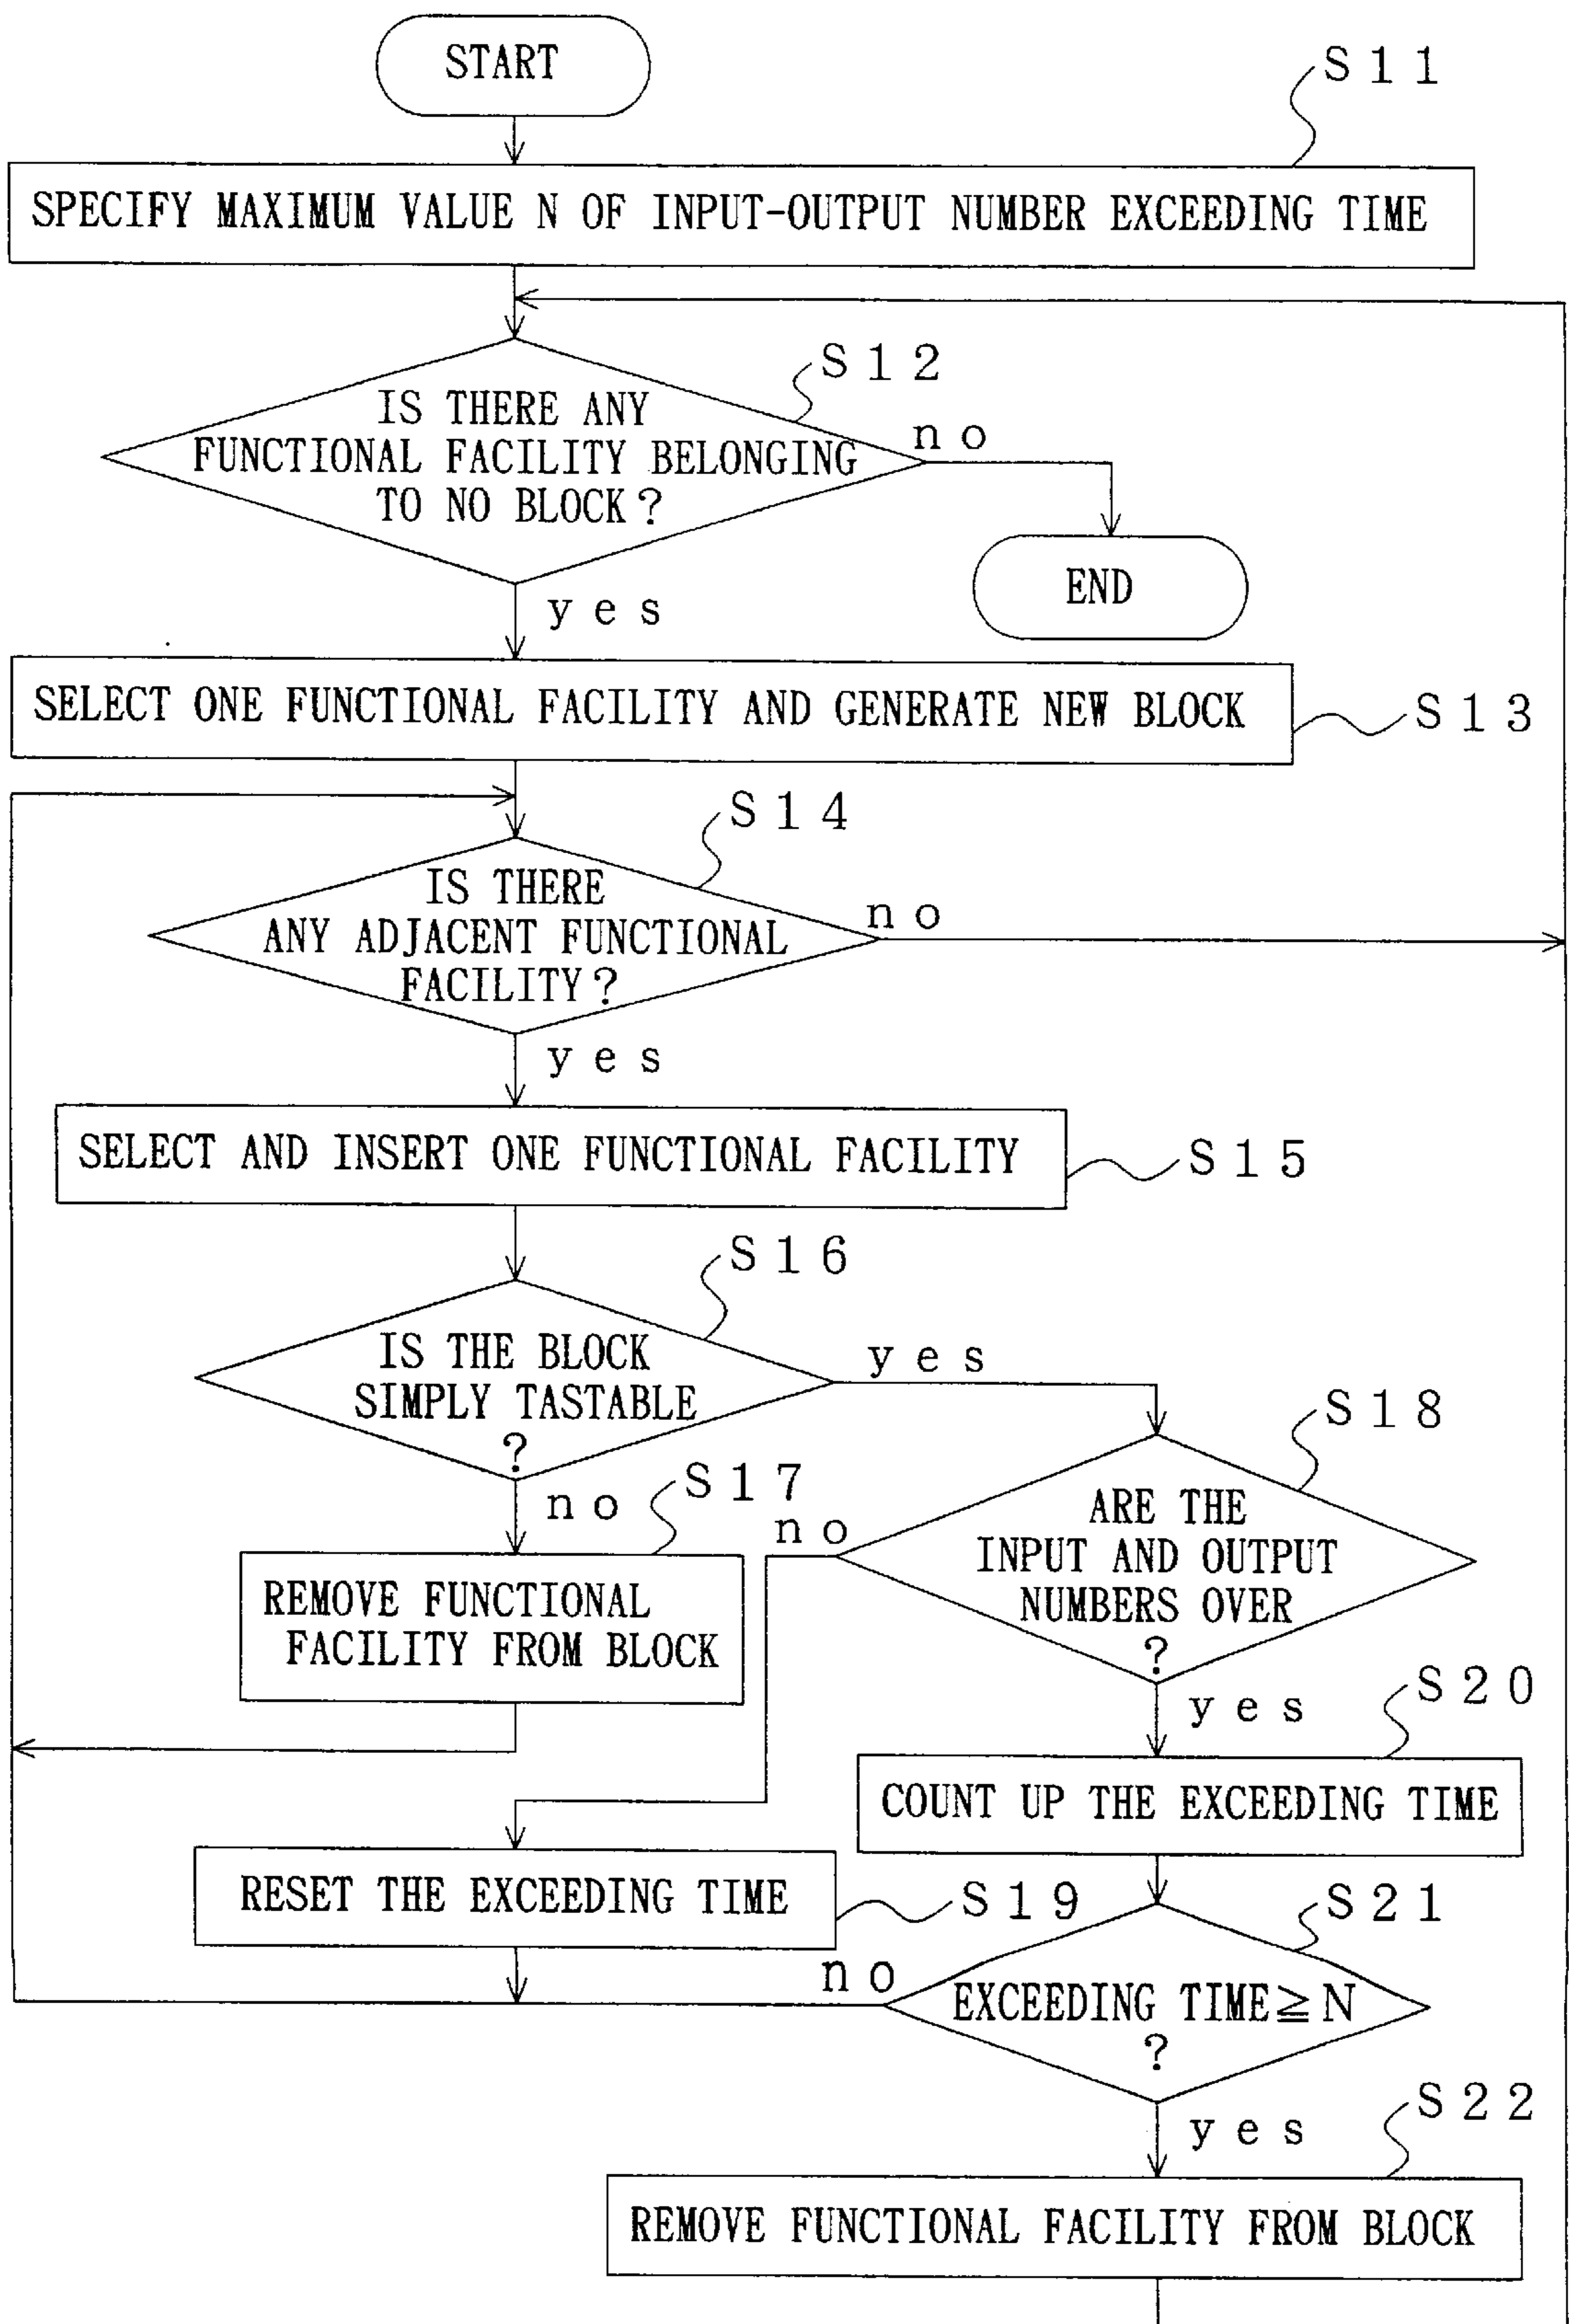 START
S11
SPECIFY MAXIMUM VALUE N OF INPUT-OUTPUT NUMBER EXCEEDING TIME
S12
IS THERE ANY
FUNCTIONAL FACILITY BELONGING
TO NO BLOCK?
no
END
yes
SELECT ONE FUNCTIONAL FACILITY AND GENERATE NEW BLOCK
S13
S14
IS THERE
ANY ADJACENT FUNCTIONAL
FACILITY?
no
yes
SELECT AND INSERT ONE FUNCTIONAL FACILITY
S15
S16
IS THE BLOCK
SIMPLY TASTABLE
?
yes
no
S17
REMOVE FUNCTIONAL
FACILITY FROM BLOCK
S18
ARE THE
INPUT AND OUTPUT
NUMBERS OVER
?
no
yes
S20
COUNT UP THE EXCEEDING TIME
RESET THE EXCEEDING TIME
S19
S21
EXCEEDING TIME≧N
?
no
yes
S22
REMOVE FUNCTIONAL FACILITY FROM BLOCK